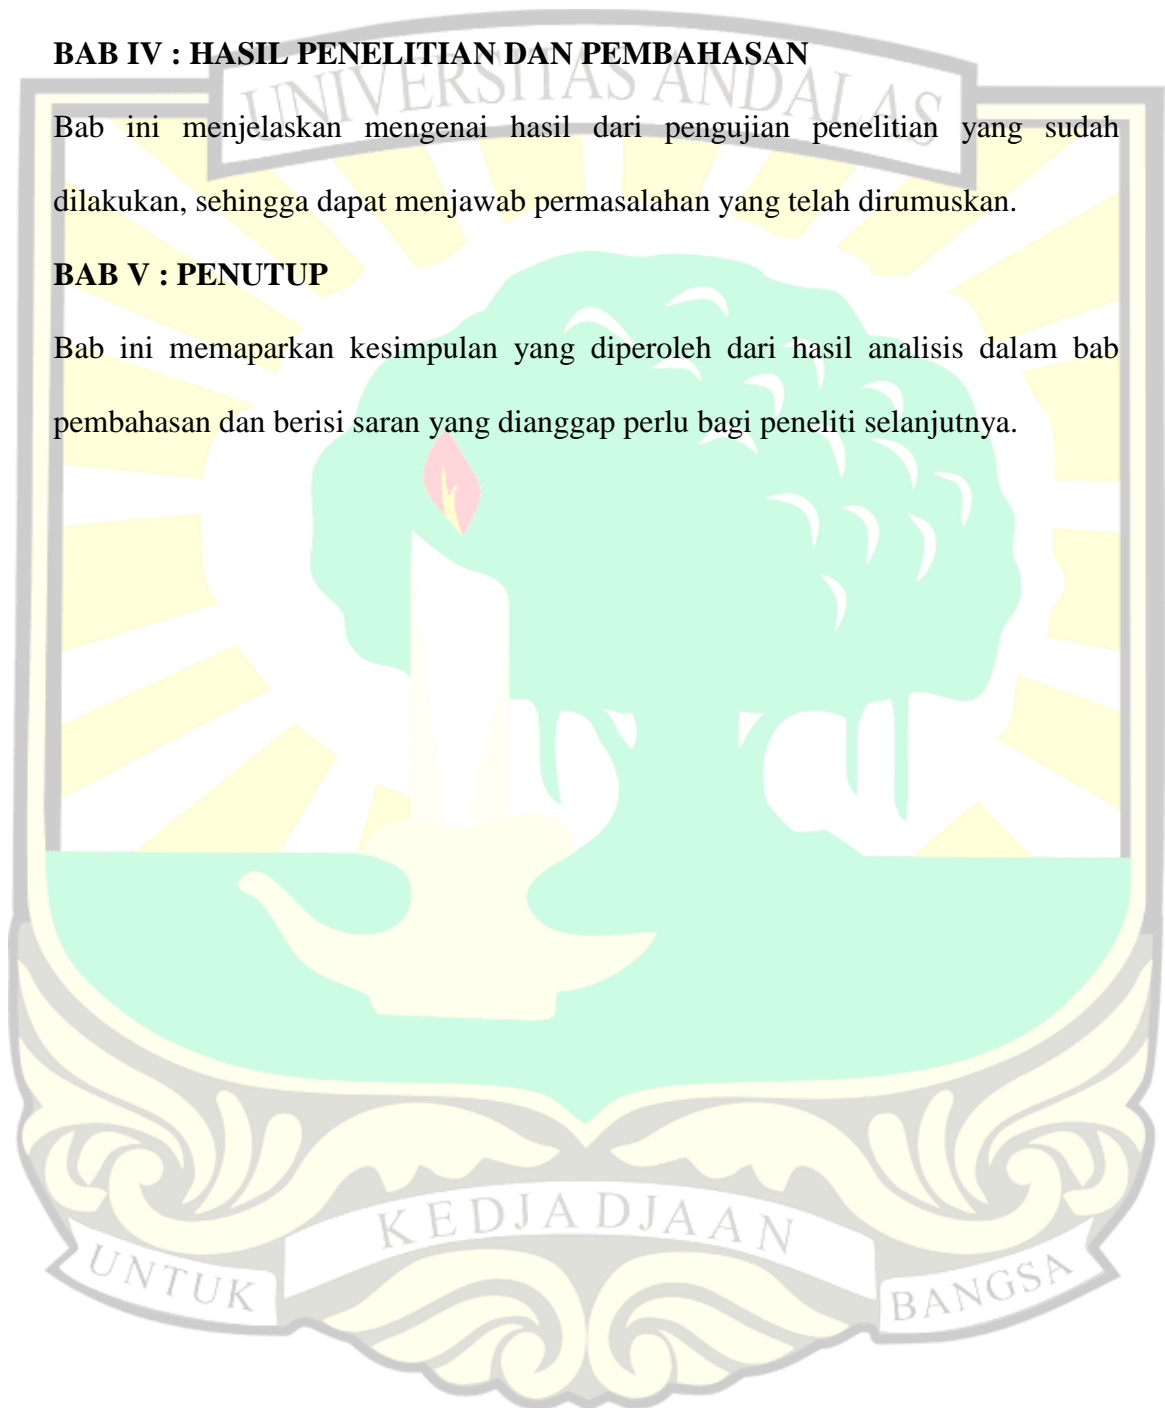 BAB IV : HASIL PENELITIAN DAN PEMBAHASAN
UNIVERSITAS ANDALAS
Bab ini menjelaskan mengenai hasil dari pengujian penelitian yang sudah
dilakukan, sehingga dapat menjawab permasalahan yang telah dirumuskan.
BAB V : PENUTUP
Bab ini memaparkan kesimpulan yang diperoleh dari hasil analisis dalam bab
pembahasan dan berisi saran yang dianggap perlu bagi peneliti selanjutnya.
UNTUK KEDJADJAAN BANGSA